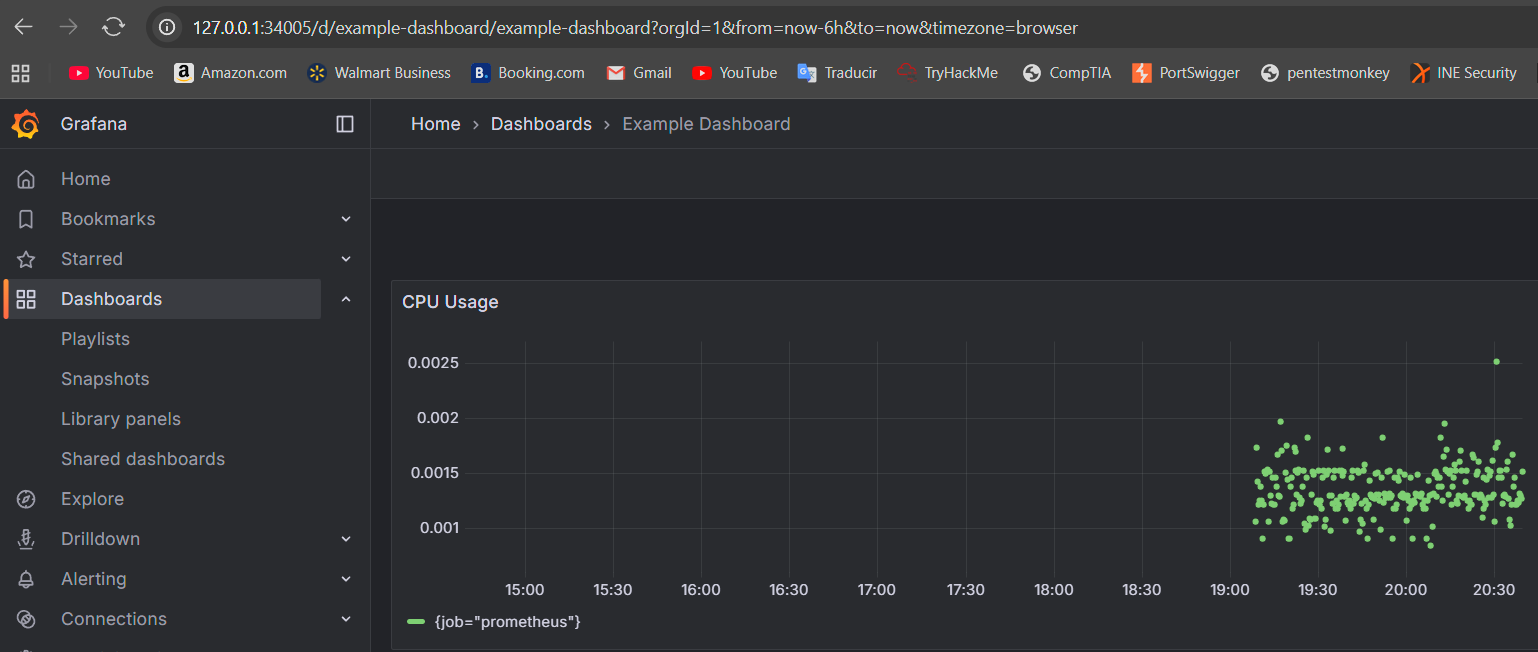 127.0.0.1:34005/d/example-dashboard/example-dashboard?orgId=1&from=now-6h&to=now&timezone=browser
YouTube Amazon.com Walmart Business B. Booking.com Gmail YouTube Traducir TryHackMe CompTIA PortSwigger pentestmonkey INE Security
Grafana
Home › Dashboards › Example Dashboard
Home
Bookmarks
Starred
Dashboards
Playlists
Snapshots
Library panels
Shared dashboards
Explore
Drilldown
Alerting
Connections
CPU Usage
0.0025
0.002
0.0015
0.001
15:00 15:30 16:00 16:30 17:00 17:30 18:00 18:30 19:00 19:30 20:00 20:30
{job="prometheus"}